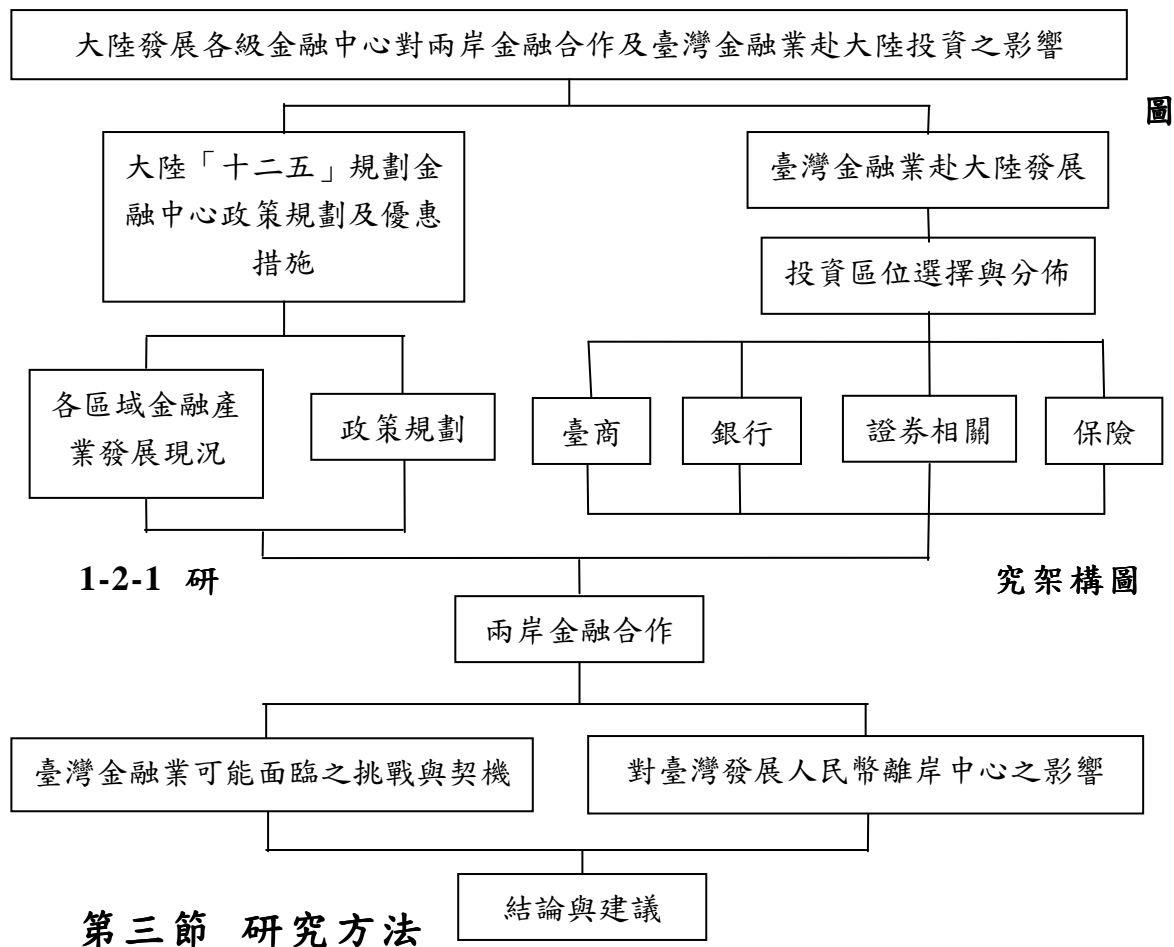 大陸發展各級金融中心對兩岸金融合作及臺灣金融業赴大陸投資之影響
圖
大陸「十二五」規劃金
融中心政策規劃及優惠
措施
臺灣金融業赴大陸發展
投資區位選擇與分佈
各區域金融產
業發展現況
政策規劃
臺商
銀行
證券相關
保險
1-2-1 研
究架構圖
兩岸金融合作
臺灣金融業可能面臨之挑戰與契機
對臺灣發展人民幣離岸中心之影響
結論與建議
第三節 研究方法